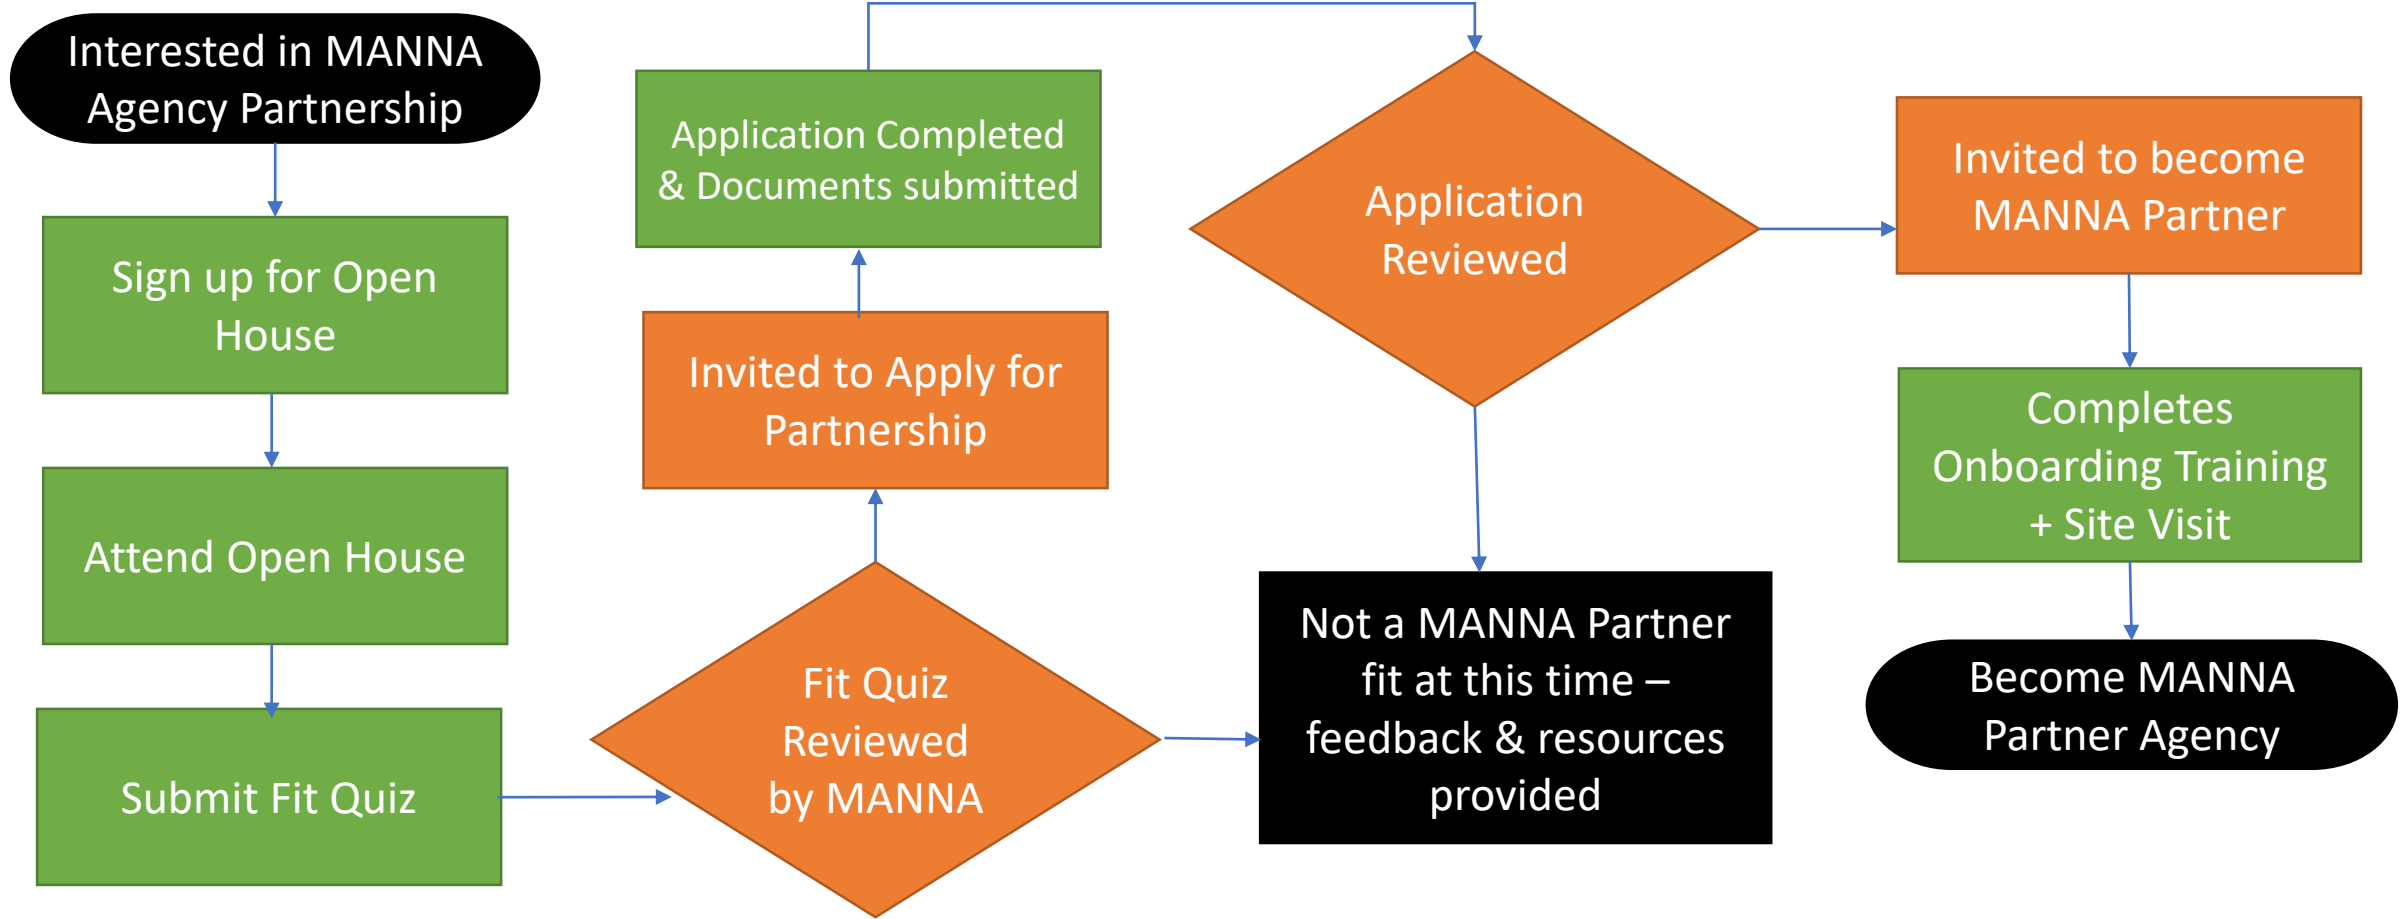 Interested in MANNA
Agency Partnership
Sign up for Open
House
Attend Open House
Submit Fit Quiz
Fit Quiz
Reviewed
by MANNA
Invited to Apply for
Partnership
Application Completed
& Documents submitted
Application
Reviewed
Not a MANNA Partner
fit at this time –
feedback & resources
provided
Invited to become
MANNA Partner
Completes
Onboarding Training
+ Site Visit
Become MANNA
Partner Agency